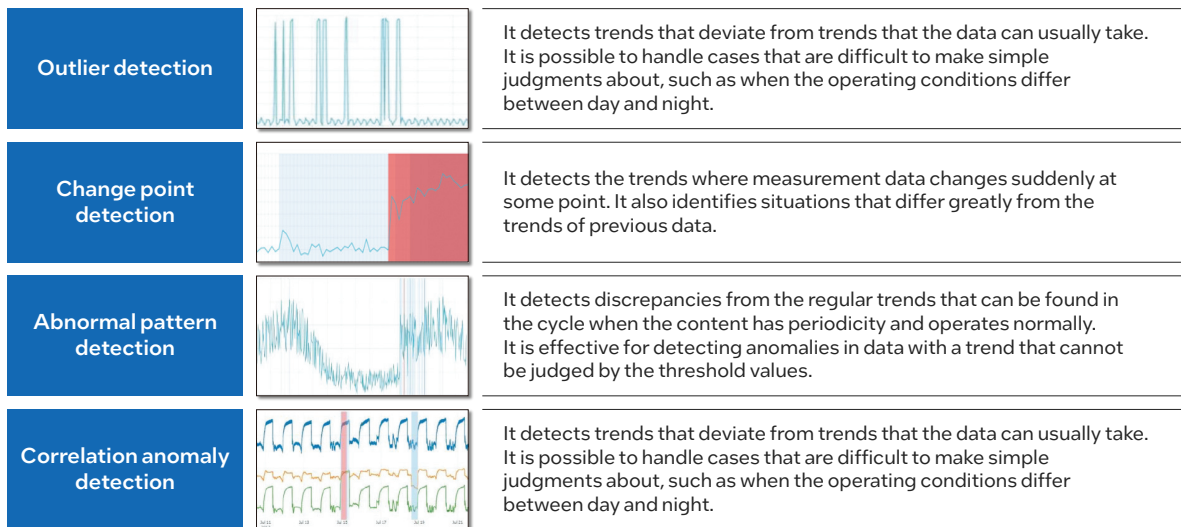 Outlier detection
It detects trends that deviate from trends that the data can usually take.
It is possible to handle cases that are difficult to make simple
judgments about, such as when the operating conditions differ
between day and night.
Change point
detection
It detects the trends where measurement data changes suddenly at
some point. It also identifies situations that differ greatly from the
trends of previous data.
Abnormal pattern
detection
It detects discrepancies from the regular trends that can be found in
the cycle when the content has periodicity and operates normally.
It is effective for detecting anomalies in data with a trend that cannot
be judged by the threshold values.
Correlation anomaly
detection
It detects trends that deviate from trends that the data can usually take.
It is possible to handle cases that are difficult to make simple
judgments about, such as when the operating conditions differ
between day and night.